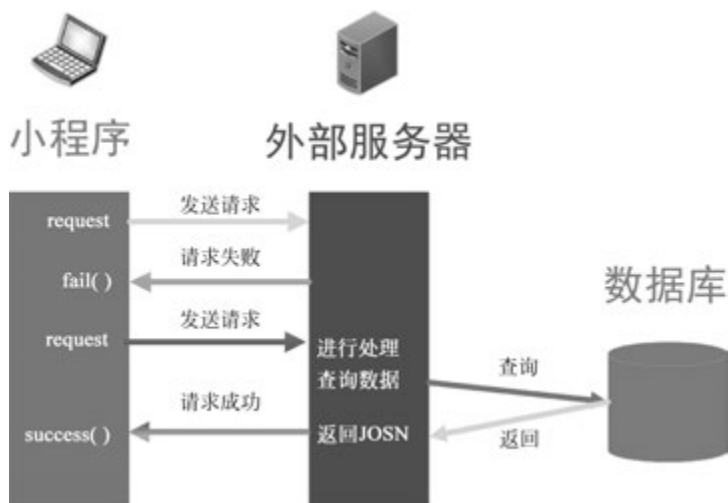 小程序
外部服务器
发送请求
request
请求失败
fail( )
数据库
发送请求
request
进行处理
查询数据
查询
请求成功
success( )
返回JOSN
返回